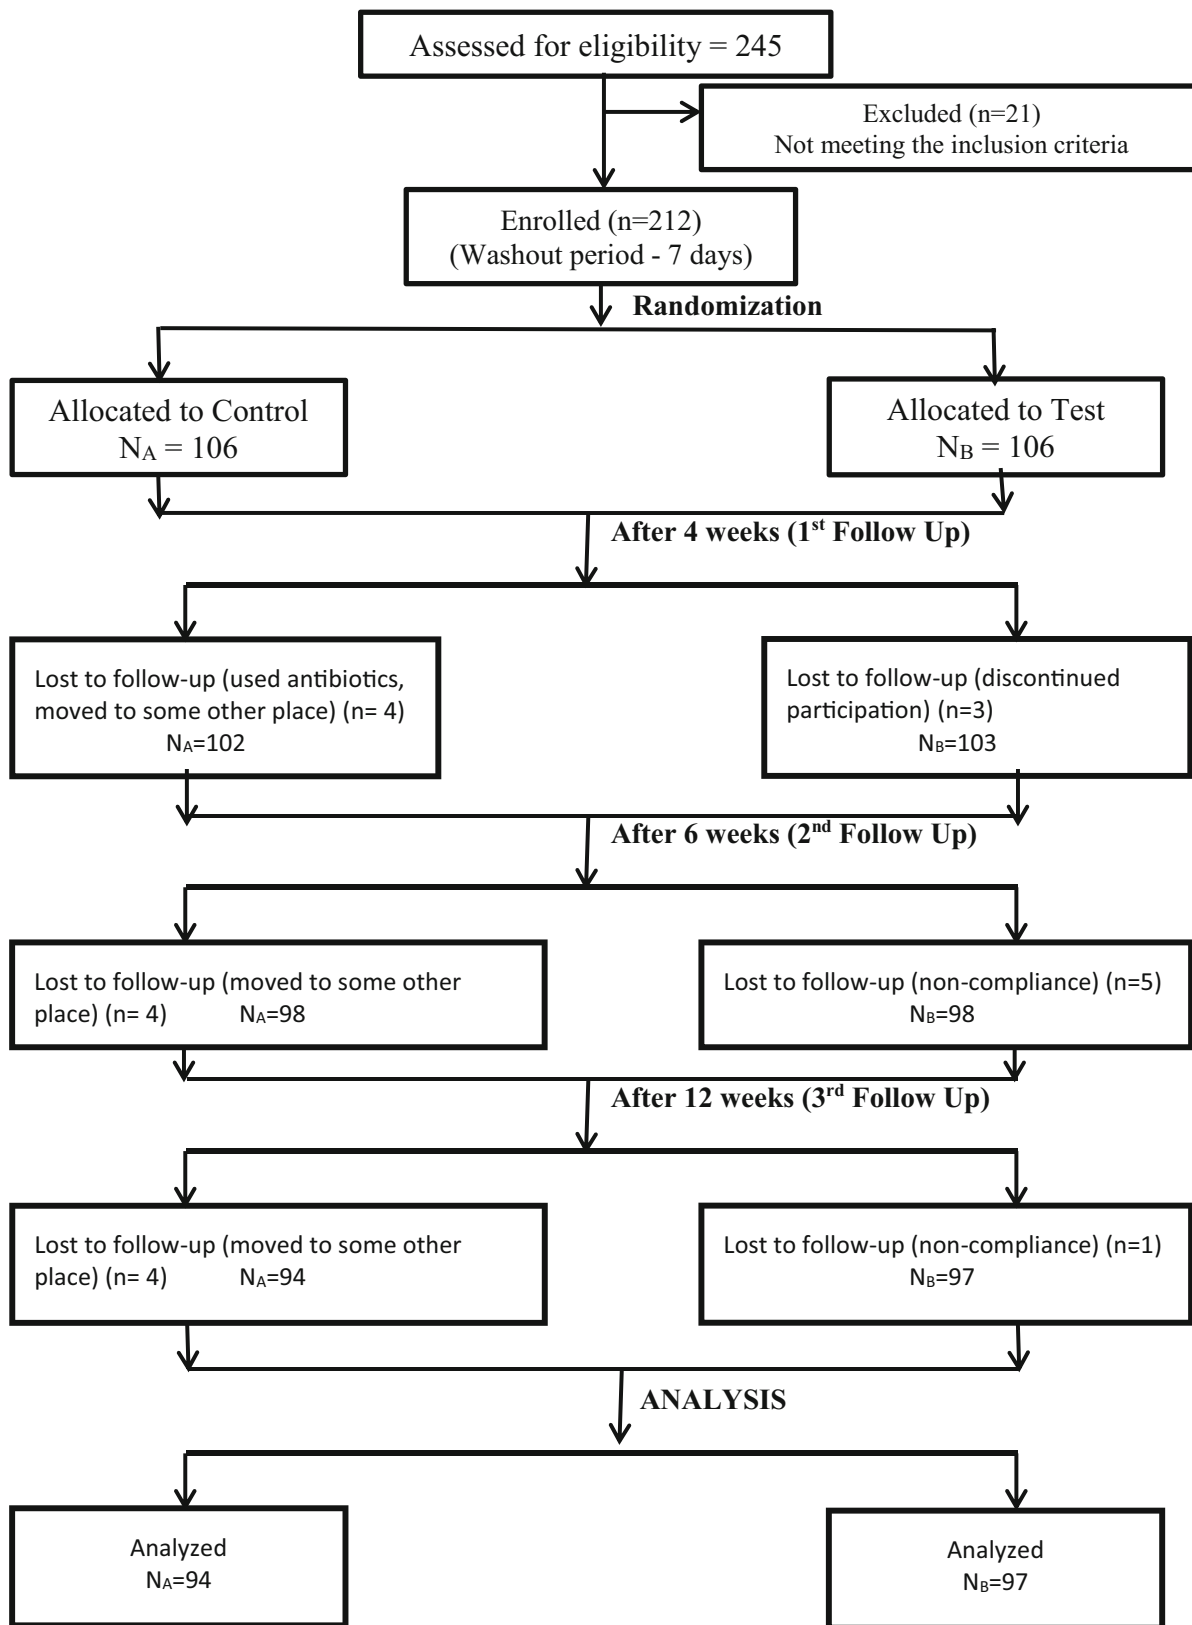 Assessed for eligibility = 245
Excluded (n=21)
Not meeting the inclusion criteria
Enrolled (n=212)
(Washout period - 7 days)
Randomization
Allocated to Control
NA = 106
Allocated to Test
NB = 106
After 4 weeks (1st Follow Up)
Lost to follow-up (used antibiotics,
moved to some other place) (n= 4)
NA=102
Lost to follow-up (discontinued
participation) (n=3)
NB=103
After 6 weeks (2nd Follow Up)
Lost to follow-up (moved to some other
place) (n= 4) NA=98
Lost to follow-up (non-compliance) (n=5)
NB=98
After 12 weeks (3rd Follow Up)
Lost to follow-up (moved to some other
place) (n= 4) NA=94
Lost to follow-up (non-compliance) (n=1)
NB=97
ANALYSIS
Analyzed
NA=94
Analyzed
NB=97